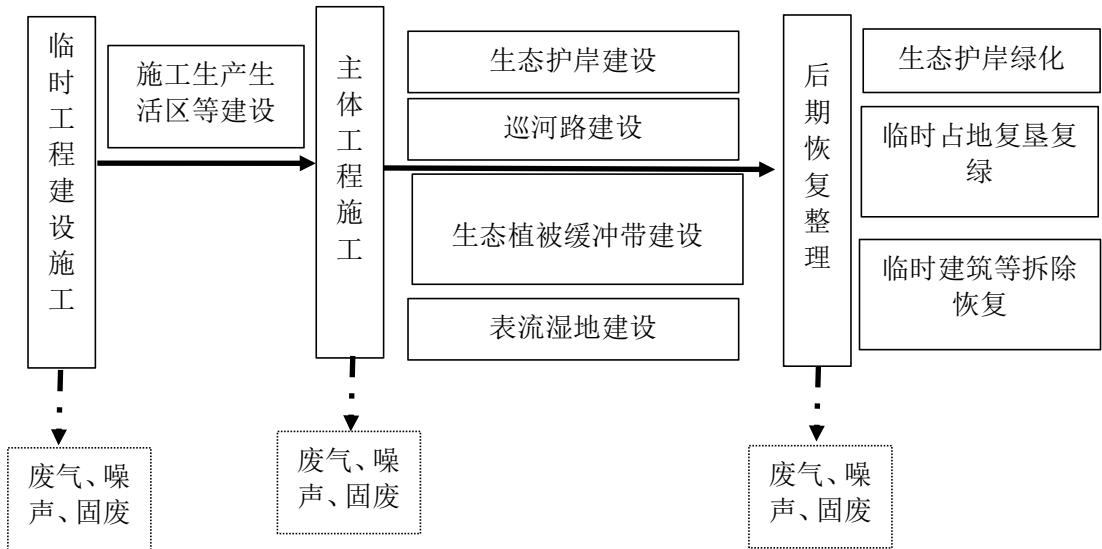 临时工程建设施工
施工生产生
活区等建设
主体工程施工
生态护岸建设
巡河路建设
生态植被缓冲带建设
表流湿地建设
后期恢复整理
生态护岸绿化
临时占地复垦复
绿
临时建筑等拆除
恢复
废气、噪
声、固废
废气、噪
声、固废
废气、噪
声、固废